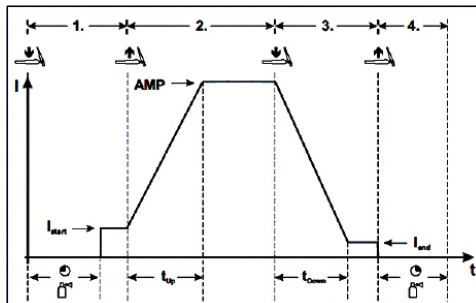 1. 2. 3. 4.
I
AMP
Istart
Iend
tUp
tDown
t